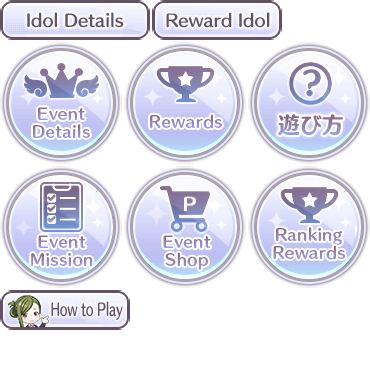 Idol Details
Reward Idol
Event
Details
Rewards
?
遊び方
Event
Mission
P
Event
Shop
Ranking
Rewards
How to Play